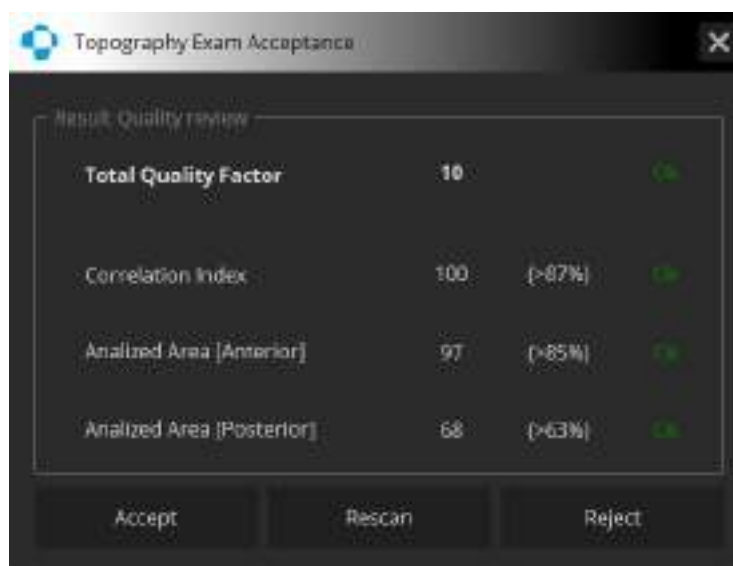 Topography Exam Acceptance
Result Quality review
Total Quality Factor 10 Ok
Correlation Index 100 (>87%) Ok
Analized Area [Anterior] 97 (>85%) Ok
Analized Area [Posterior] 68 (>63%) Ok
Accept Rescan Reject